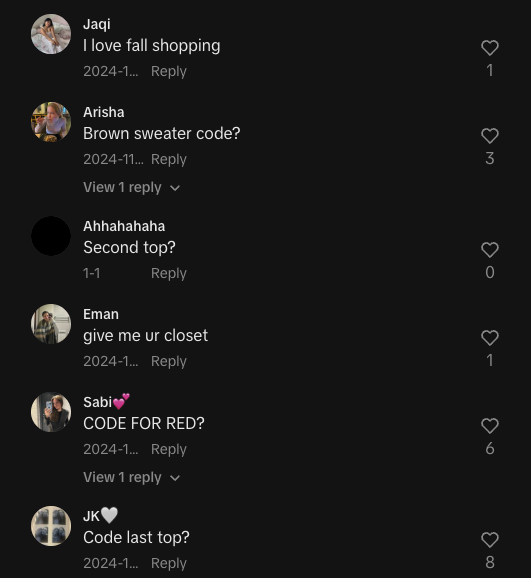 Jaqi
I love fall shopping
2024-1... Reply
1
Arisha
Brown sweater code?
2024-11... Reply
3
View 1 reply
Ahhahahaha
Second top?
1-1 Reply
0
Eman
give me ur closet
2024-1... Reply
1
Sabi💕
CODE FOR RED?
2024-1... Reply
6
View 1 reply
JK🤍
Code last top?
2024-1... Reply
8